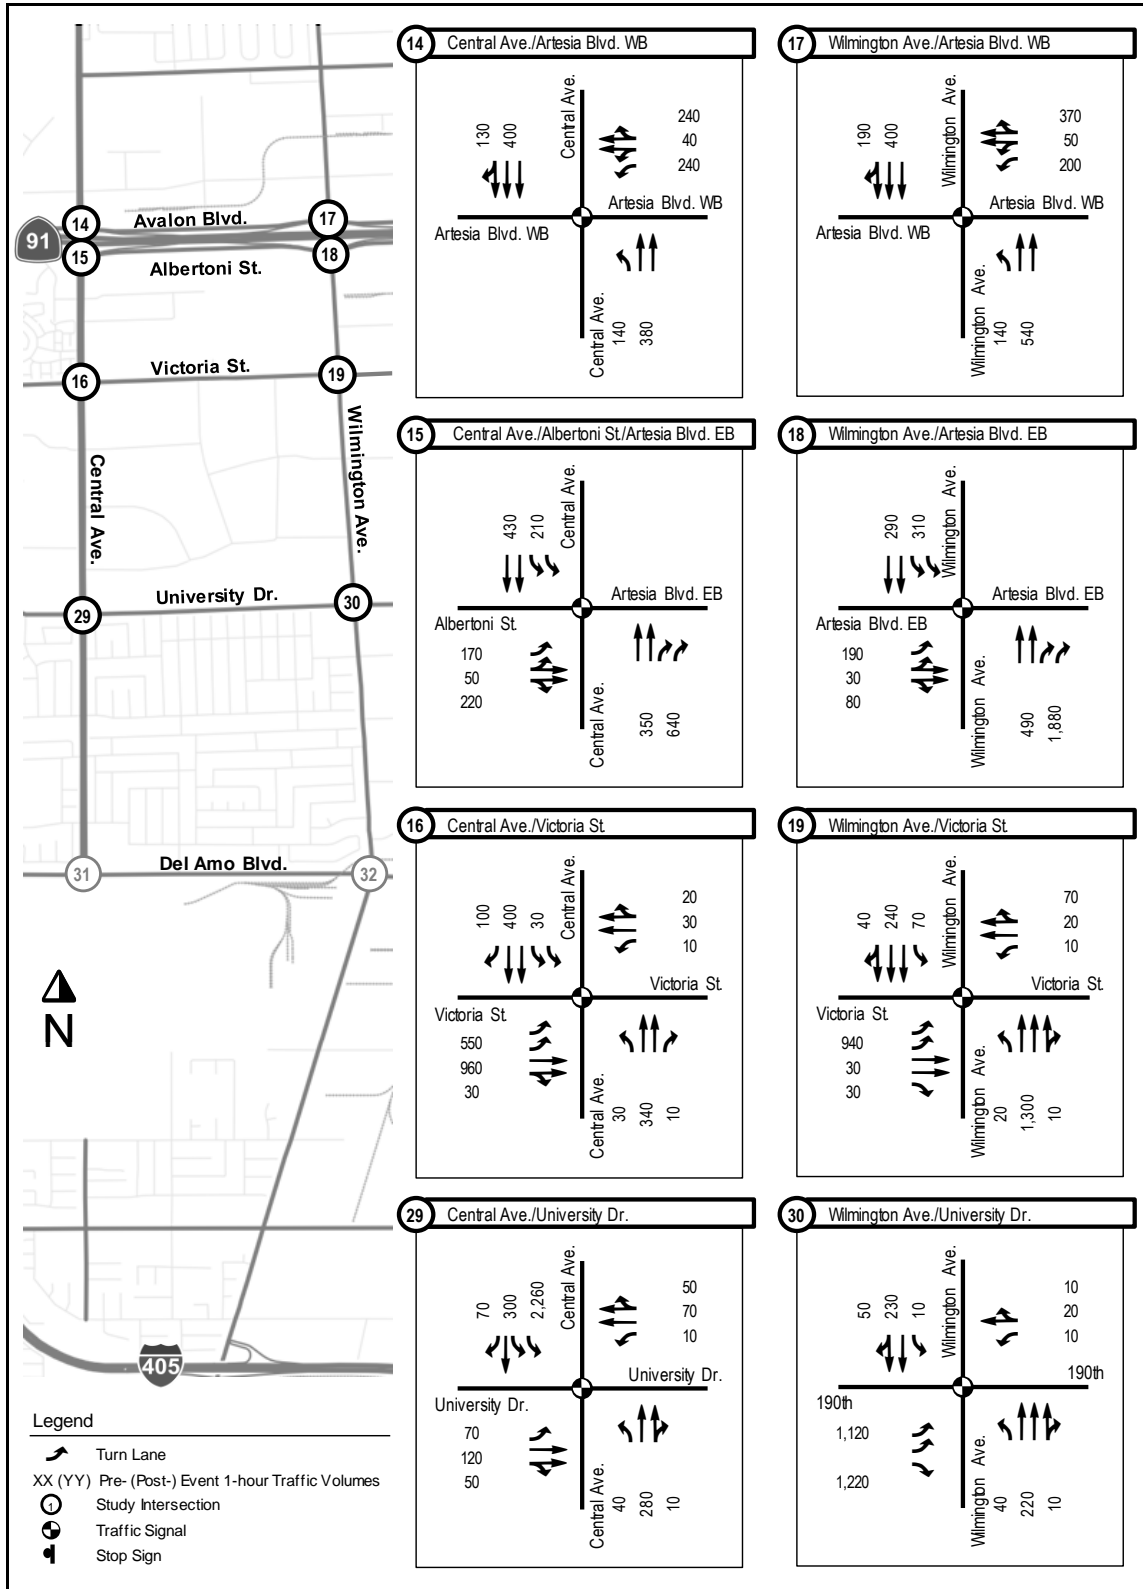 91
14
15
16
29
31
17
18
19
30
32
Avalon Blvd.
Albertoni St.
Victoria St.
Wilmington Ave.
Central Ave.
University Dr.
Del Amo Blvd.
N
405
Legend
Turn Lane
XX (YY) Pre- (Post-) Event 1-hour Traffic Volumes
1 Study Intersection
Traffic Signal
Stop Sign
14 Central Ave./Artesia Blvd. WB
130
400
Central Ave.
240
40
240
Artesia Blvd. WB
Artesia Blvd. WB
Central Ave.
140
380
17 Wilmington Ave./Artesia Blvd. WB
190
400
Wilmington Ave.
370
50
200
Artesia Blvd. WB
Artesia Blvd. WB
Wilmington Ave.
140
540
15 Central Ave./Albertoni St./Artesia Blvd. EB
430
210
Central Ave.
Artesia Blvd. EB
Albertoni St.
170
50
220
Central Ave.
350
640
18 Wilmington Ave./Artesia Blvd. EB
290
310
Wilmington Ave.
Artesia Blvd. EB
Artesia Blvd. EB
190
30
80
Wilmington Ave.
490
1,880
16 Central Ave./Victoria St.
100
400
30
Central Ave.
20
30
10
Victoria St.
Victoria St.
550
960
30
Central Ave.
30
340
10
19 Wilmington Ave./Victoria St.
40
240
70
Wilmington Ave.
70
20
10
Victoria St.
Victoria St.
940
30
30
Wilmington Ave.
20
1,300
10
29 Central Ave./University Dr.
70
300
2,260
Central Ave.
50
70
10
University Dr.
University Dr.
70
120
50
Central Ave.
40
280
10
30 Wilmington Ave./University Dr.
50
230
10
Wilmington Ave.
10
20
10
190th
190th
1,120
1,220
Wilmington Ave.
40
220
10